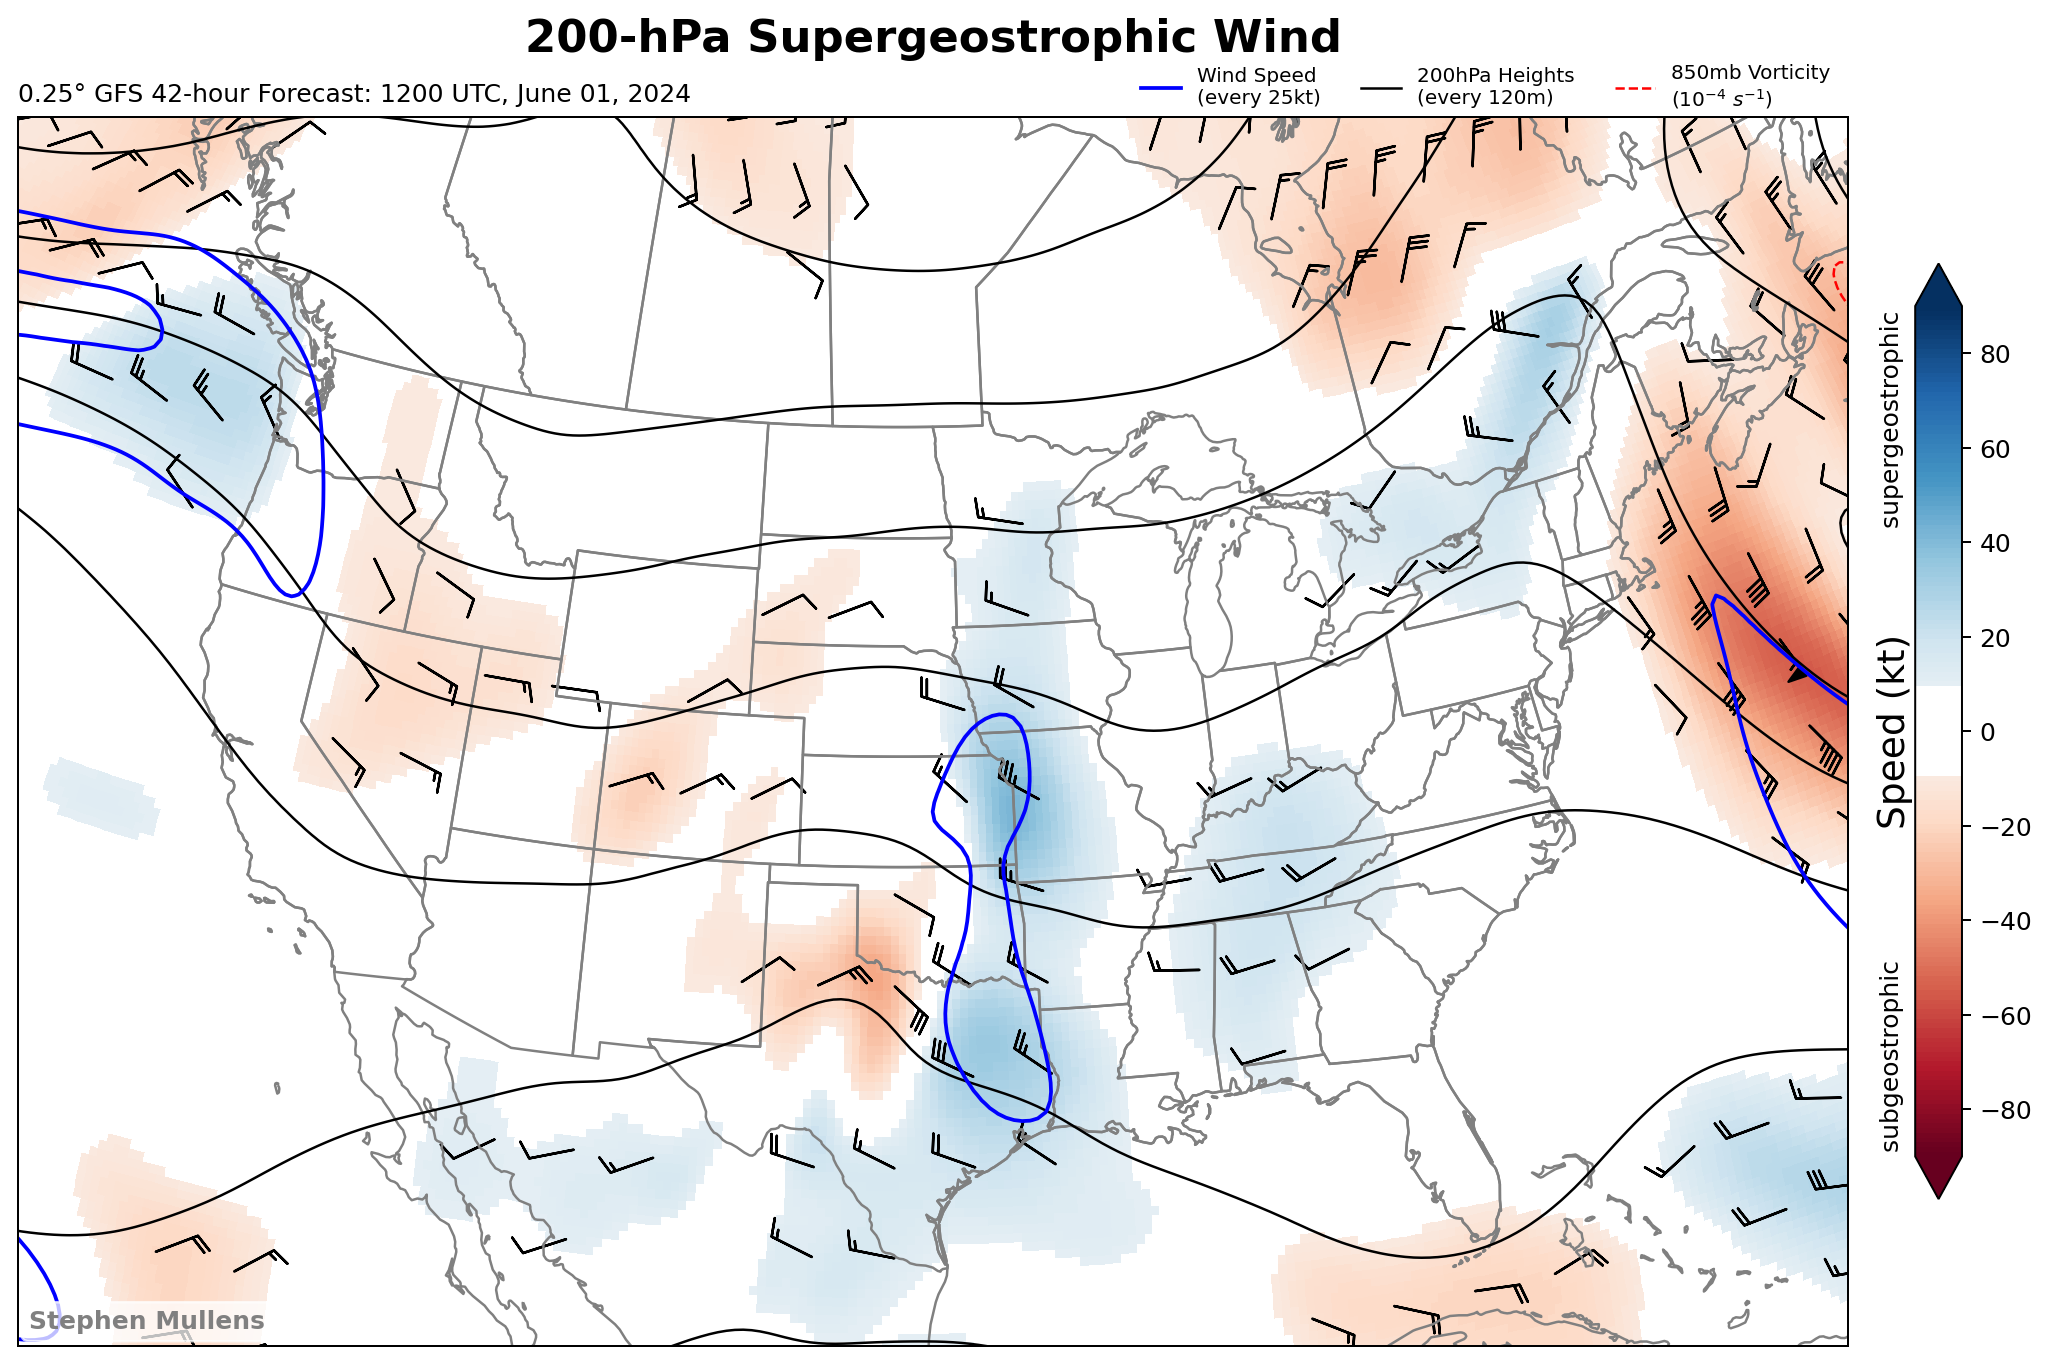 200-hPa Supergeostrophic Wind
0.25° GFS 42-hour Forecast: 1200 UTC, June 01, 2024
Wind Speed
(every 25kt)
200hPa Heights
(every 120m)
850mb Vorticity
(10⁻⁴ s⁻¹)
supergeostrophic
subgeostrophic
Speed (kt)
80
60
40
20
0
−20
−40
−60
−80
Stephen Mullens